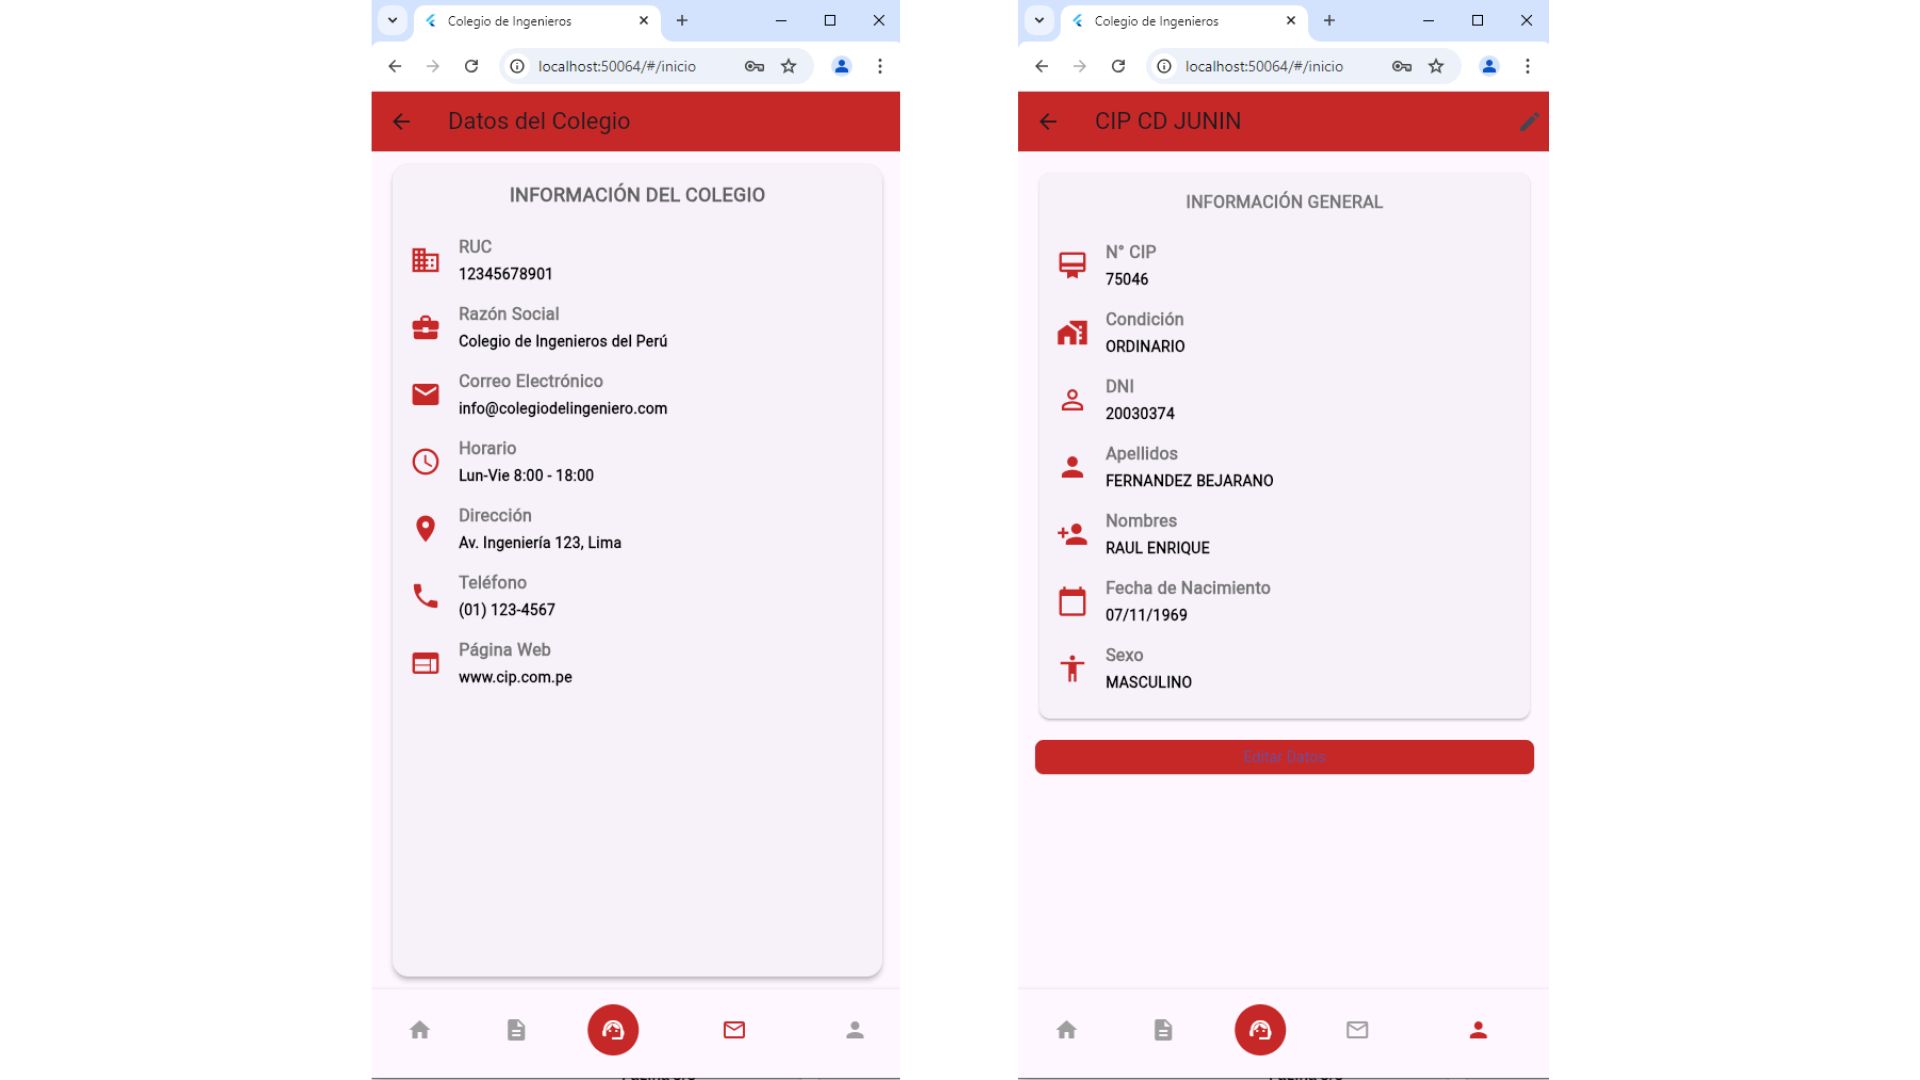 Colegio de Ingenieros
localhost:50064/#/inicio
Datos del Colegio
INFORMACIÓN DEL COLEGIO
RUC
12345678901
Razón Social
Colegio de Ingenieros del Perú
Correo Electrónico
info@colegiodelingeniero.com
Horario
Lun-Vie 8:00 - 18:00
Dirección
Av. Ingeniería 123, Lima
Teléfono
(01) 123-4567
Página Web
www.cip.com.pe
Colegio de Ingenieros
localhost:50064/#/inicio
CIP CD JUNIN
INFORMACIÓN GENERAL
N° CIP
75046
Condición
ORDINARIO
DNI
20030374
Apellidos
FERNANDEZ BEJARANO
Nombres
RAUL ENRIQUE
Fecha de Nacimiento
07/11/1969
Sexo
MASCULINO
Editar Datos